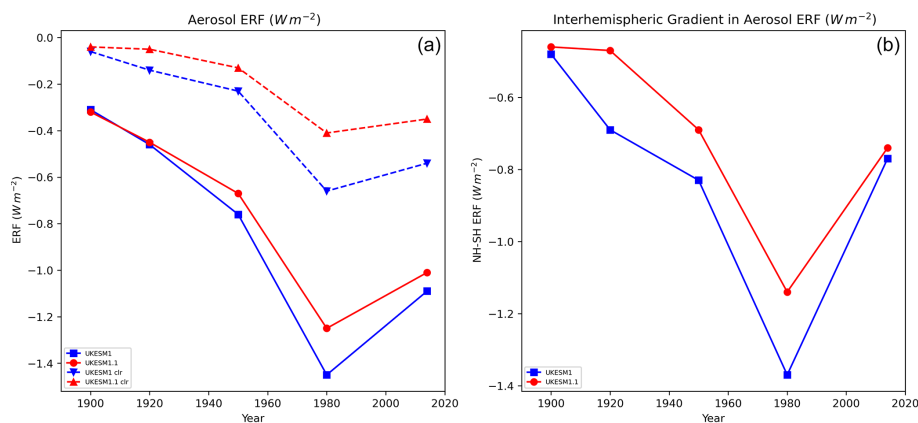 Aerosol ERF (W m−2)
(a)
0.0
−0.2
−0.4
−0.6
−0.8
−1.0
−1.2
−1.4
ERF (W m−2)
UKESM1
UKESM1.1
UKESM1 clr
UKESM1.1 clr
1900 1920 1940 1960 1980 2000 2020
Year
Interhemispheric Gradient in Aerosol ERF (W m−2)
(b)
−0.6
−0.8
−1.0
−1.2
−1.4
NH-SH ERF (W m−2)
UKESM1
UKESM1.1
1900 1920 1940 1960 1980 2000 2020
Year